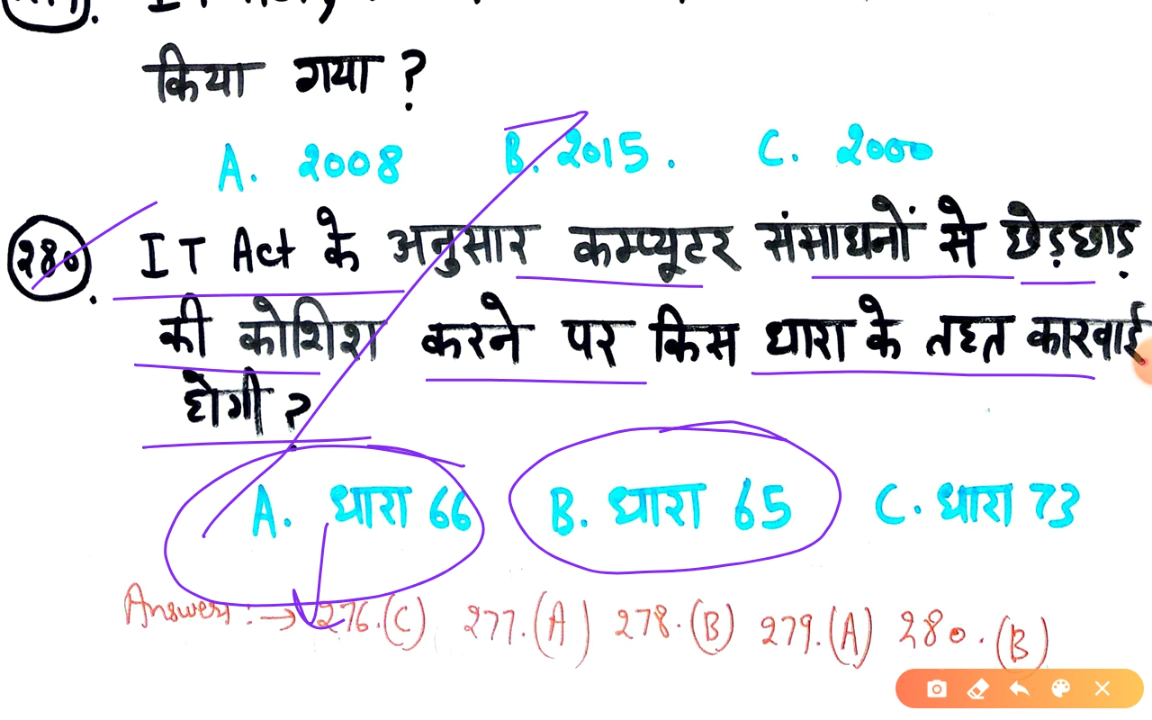 किया गया ?
A. 2008 B. 2015. C. 2000
280. IT Act के अनुसार कम्प्यूटर संसाधनों से छेड़छाड़
की कोशिश करने पर किस धारा के तहत कारवाई
होगी ?
A. धारा 66 B. धारा 65 C. धारा 73
Answers :→ 276.(C) 277.(A) 278.(B) 279.(A) 280.(B)